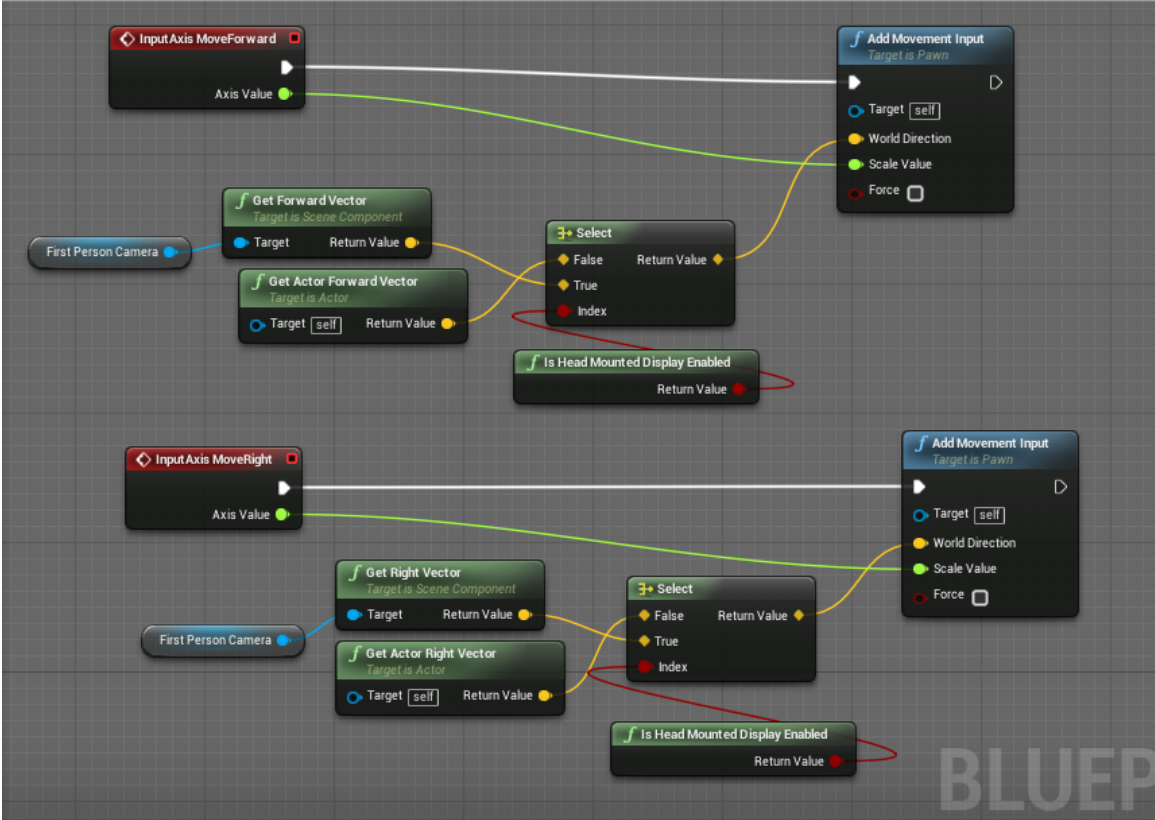 InputAxis MoveForward
Axis Value
Add Movement Input
Target is Pawn
Target self
World Direction
Scale Value
Force
Get Forward Vector
Target is Scene Component
Target Return Value
First Person Camera
Get Actor Forward Vector
Target is Actor
Target self Return Value
Select
False Return Value
True
Index
Is Head Mounted Display Enabled
Return Value
InputAxis MoveRight
Axis Value
Add Movement Input
Target is Pawn
Target self
World Direction
Scale Value
Force
Get Right Vector
Target is Scene Component
Target Return Value
First Person Camera
Get Actor Right Vector
Target is Actor
Target self Return Value
Select
False Return Value
True
Index
Is Head Mounted Display Enabled
Return Value
BLUEP